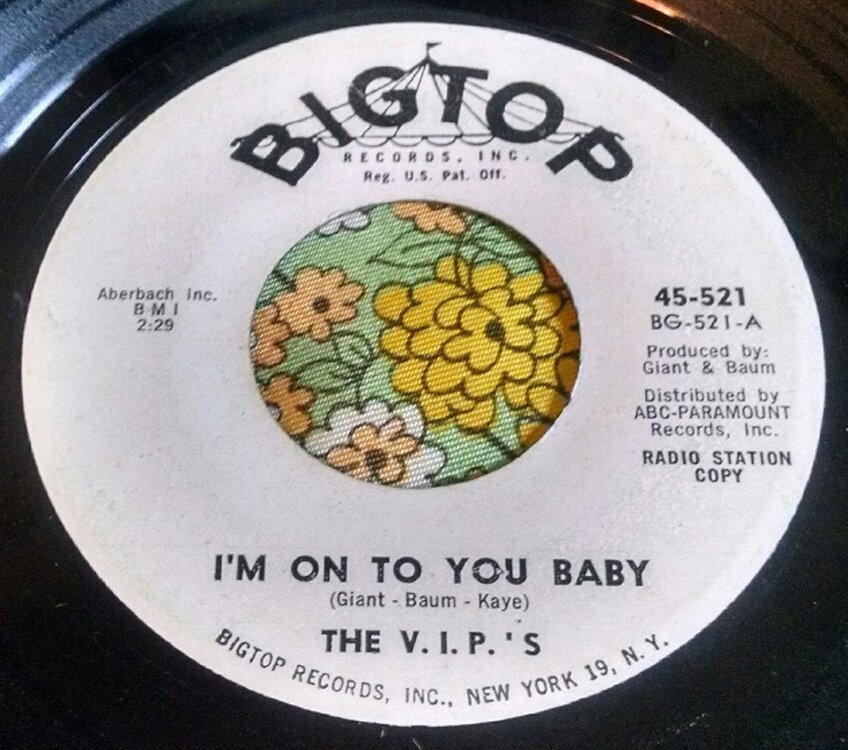 BIGTOP
RECORDS, INC.
Reg. U.S. Pat. Off.
Aberbach Inc.
BMI
2:29
45-521
BG-521-A
Produced by:
Giant & Baum
Distributed by
ABC-PARAMOUNT
Records, Inc.
RADIO STATION
COPY
I'M ON TO YOU BABY
(Giant - Baum - Kaye)
THE V. I. P. ' S
BIGTOP RECORDS, INC., NEW YORK 19, N. Y.